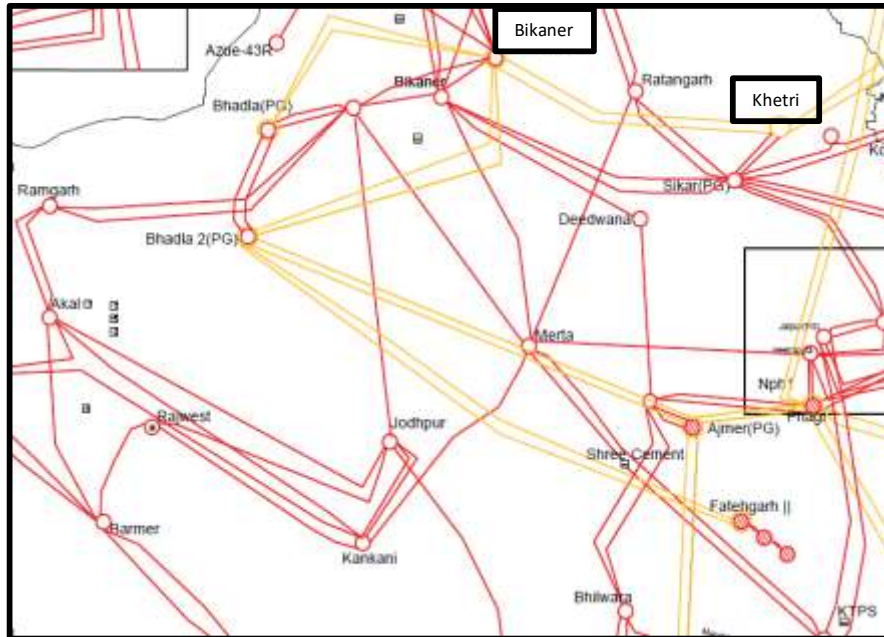 Bikaner
Azde-43R
Bikaner
Ratangarh
Bhadla(PG)
Khetri
Ramgarh
Sikar(PG)
Bhadla 2(PG)
Deedwana
Akal
Merta
Rajwest
Jodhpur
Phagi
Ajmer(PG)
Shree Cement
Fatehgarh ||
Barmer
Kankani
Bhilwara
KTPS